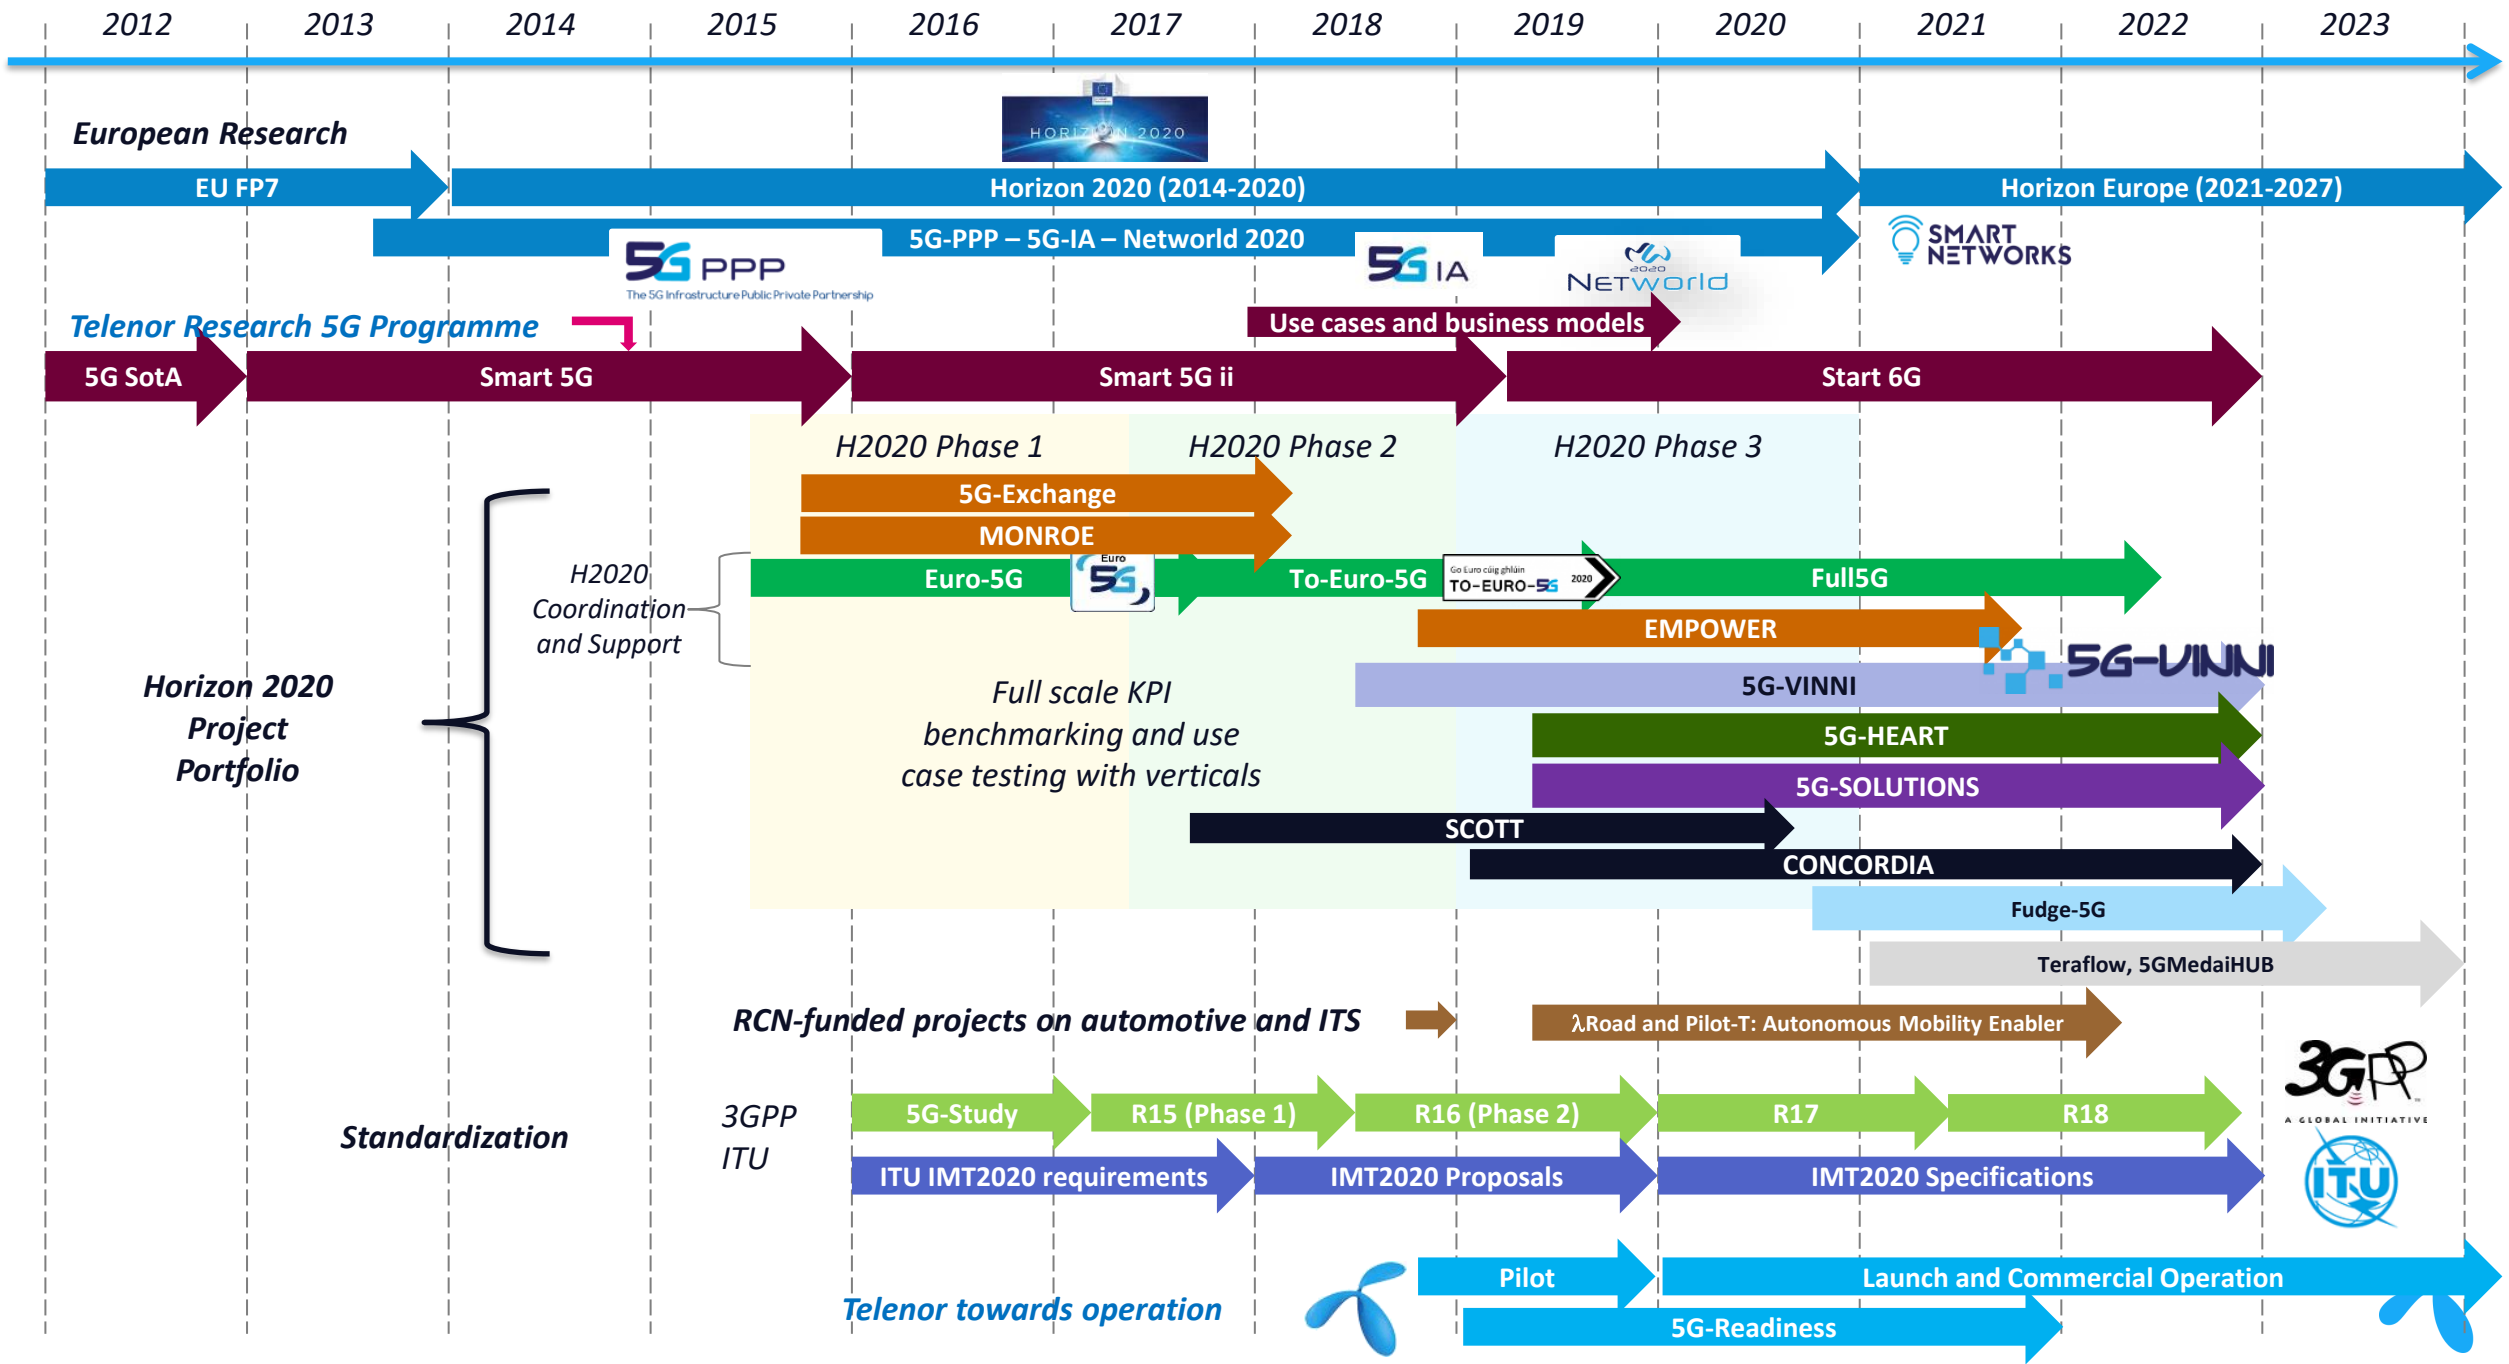 2012 2013 2014 2015 2016 2017 2018 2019 2020 2021 2022 2023
HORIZON 2020
European Research
EU FP7 Horizon 2020 (2014-2020) Horizon Europe (2021-2027)
5G-PPP – 5G-IA – Networld 2020
5G PPP
The 5G Infrastructure Public Private Partnership
5G IA
2020
NETWorld
SMART
NETWORKS
Telenor Research 5G Programme
Use cases and business models
5G SotA Smart 5G Smart 5G ii Start 6G
H2020 Phase 1 H2020 Phase 2 H2020 Phase 3
5G-Exchange
MONROE
H2020
Coordination
and Support
Euro-5G
Euro
5G
To-Euro-5G
Go Euro cúig ghlúin
TO-EURO-5G 2020
Full5G
EMPOWER
5G-VINNI
5G-VINNI
Horizon 2020
Project
Portfolio
Full scale KPI
benchmarking and use
case testing with verticals
5G-HEART
5G-SOLUTIONS
SCOTT
CONCORDIA
Fudge-5G
Teraflow, 5GMedaiHUB
RCN-funded projects on automotive and ITS
λRoad and Pilot-T: Autonomous Mobility Enabler
Standardization
3GPP
ITU
5G-Study R15 (Phase 1) R16 (Phase 2) R17 R18
3GPP
A GLOBAL INITIATIVE
ITU IMT2020 requirements IMT2020 Proposals IMT2020 Specifications
ITU
Telenor towards operation
Pilot Launch and Commercial Operation
5G-Readiness